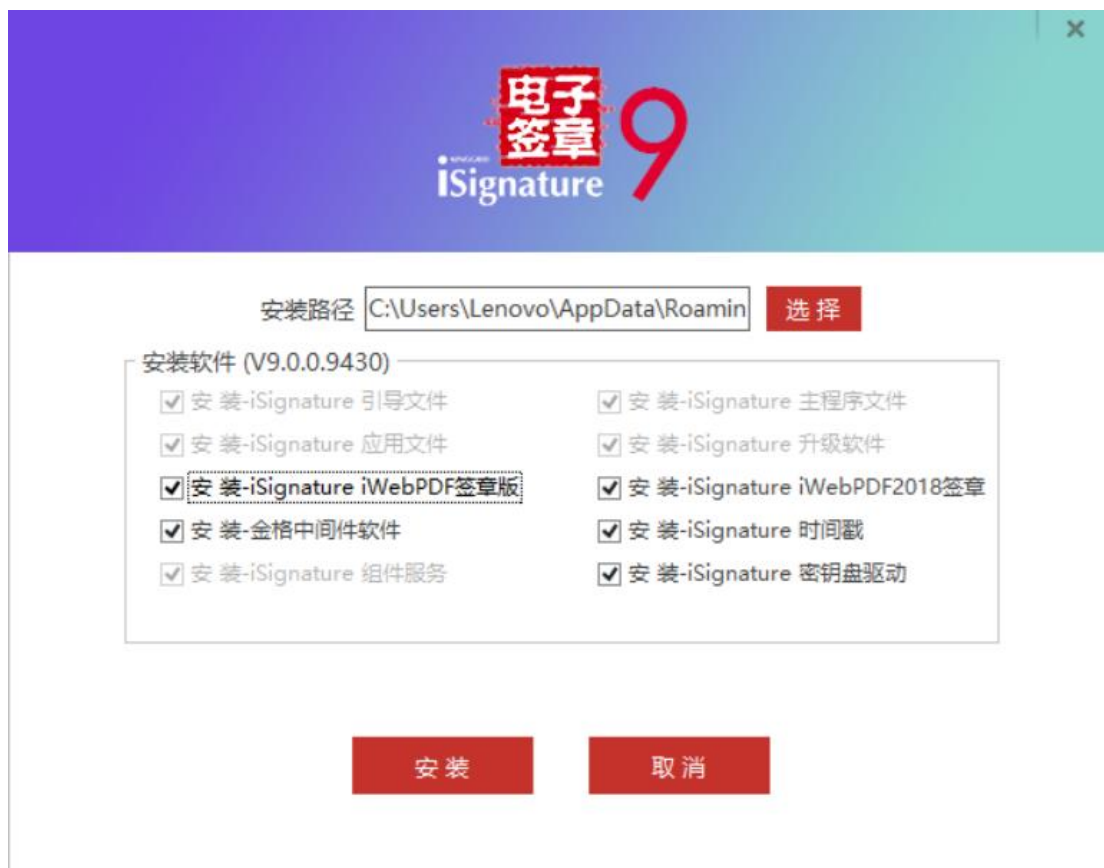 电子
签章
iSignature 9
安装路径 C:\Users\Lenovo\AppData\Roamin 选 择
安装软件 (V9.0.0.9430)
安 装-iSignature 引导文件 安 装-iSignature 主程序文件
安 装-iSignature 应用文件 安 装-iSignature 升级软件
安 装-iSignature iWebPDF签章版 安 装-iSignature iWebPDF2018签章
安 装-金格中间件软件 安 装-iSignature 时间戳
安 装-iSignature 组件服务 安 装-iSignature 密钥盘驱动
安 装 取 消